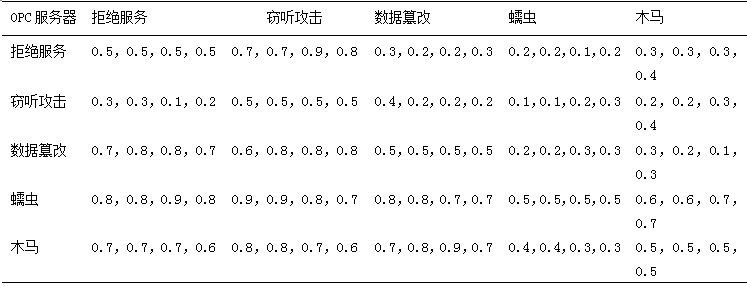 OPC 服务器 拒绝服务 窃听攻击 数据篡改 蠕虫 木马
拒绝服务 0.5, 0.5, 0.5, 0.5 0.7, 0.7, 0.9, 0.8 0.3, 0.2, 0.2, 0.3 0.2, 0.2, 0.1, 0.2 0.3, 0.3, 0.3,
0.4
窃听攻击 0.3, 0.3, 0.1, 0.2 0.5, 0.5, 0.5, 0.5 0.4, 0.2, 0.2, 0.2 0.1, 0.1, 0.2, 0.3 0.2, 0.2, 0.3,
0.4
数据篡改 0.7, 0.8, 0.8, 0.7 0.6, 0.8, 0.8, 0.8 0.5, 0.5, 0.5, 0.5 0.2, 0.2, 0.3, 0.3 0.3, 0.2, 0.1,
0.3
蠕虫 0.8, 0.8, 0.9, 0.8 0.9, 0.9, 0.8, 0.7 0.8, 0.8, 0.7, 0.7 0.5, 0.5, 0.5, 0.5 0.6, 0.6, 0.7,
0.7
木马 0.7, 0.7, 0.7, 0.6 0.8, 0.8, 0.7, 0.6 0.7, 0.8, 0.9, 0.7 0.4, 0.4, 0.3, 0.3 0.5, 0.5, 0.5,
0.5